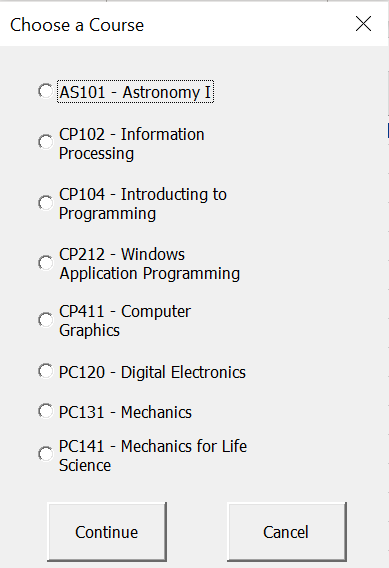 Choose a Course
AS101 - Astronomy I
CP102 - Information
Processing
CP104 - Introducting to
Programming
CP212 - Windows
Application Programming
CP411 - Computer
Graphics
PC120 - Digital Electronics
PC131 - Mechanics
PC141 - Mechanics for Life
Science
Continue
Cancel